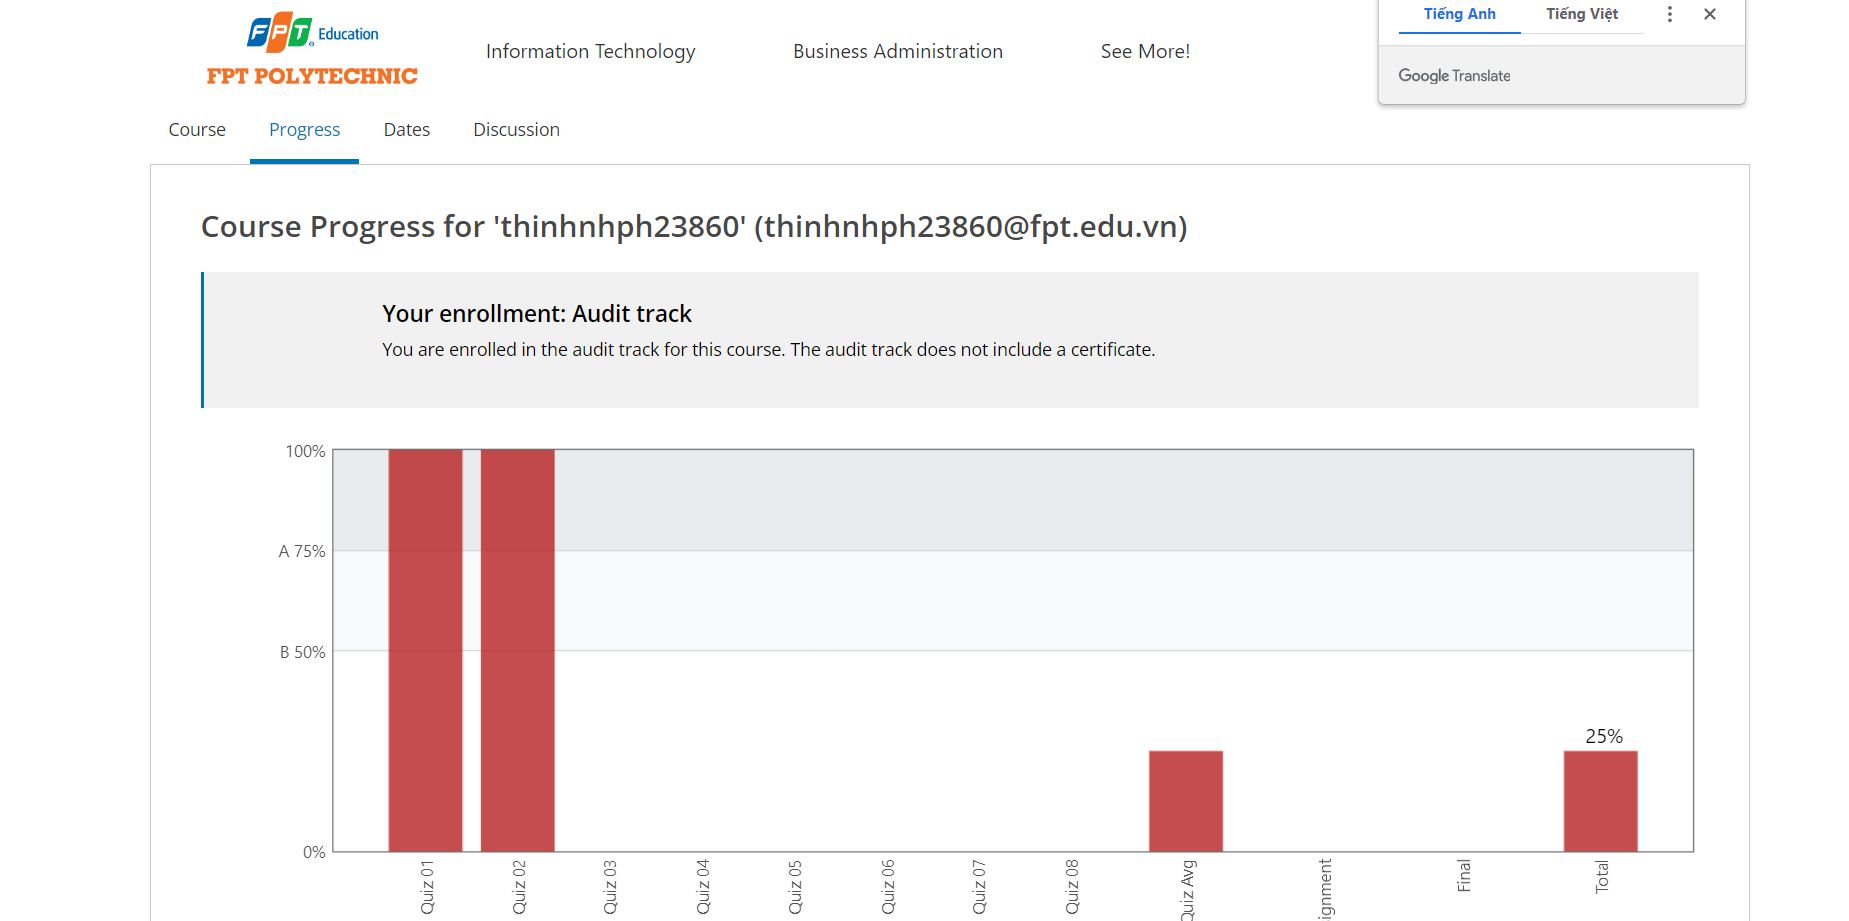 FPT Education
FPT POLYTECHNIC
Information Technology
Business Administration
See More!
Tiếng Anh
Tiếng Việt
Google Translate
Course
Progress
Dates
Discussion
Course Progress for 'thinhnhph23860' (thinhnhph23860@fpt.edu.vn)
Your enrollment: Audit track
You are enrolled in the audit track for this course. The audit track does not include a certificate.
100%
A 75%
B 50%
0%
25%
Quiz 01
Quiz 02
Quiz 03
Quiz 04
Quiz 05
Quiz 06
Quiz 07
Quiz 08
Quiz Avg
ignment
Final
Total